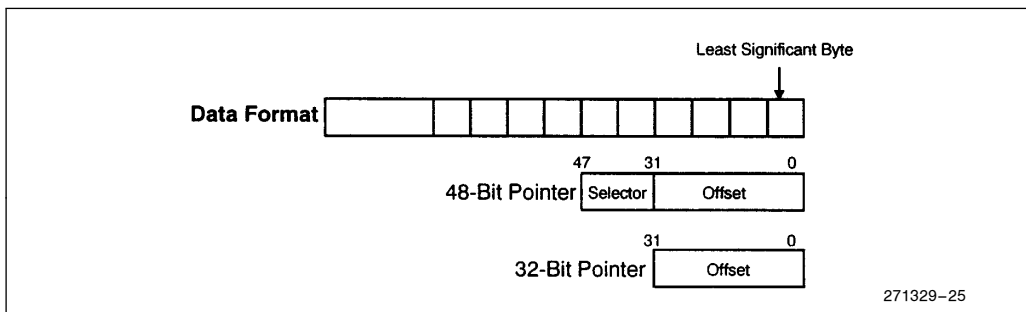 Least Significant Byte
Data Format
47 31 0
48-Bit Pointer Selector Offset
31 0
32-Bit Pointer Offset
271329–25